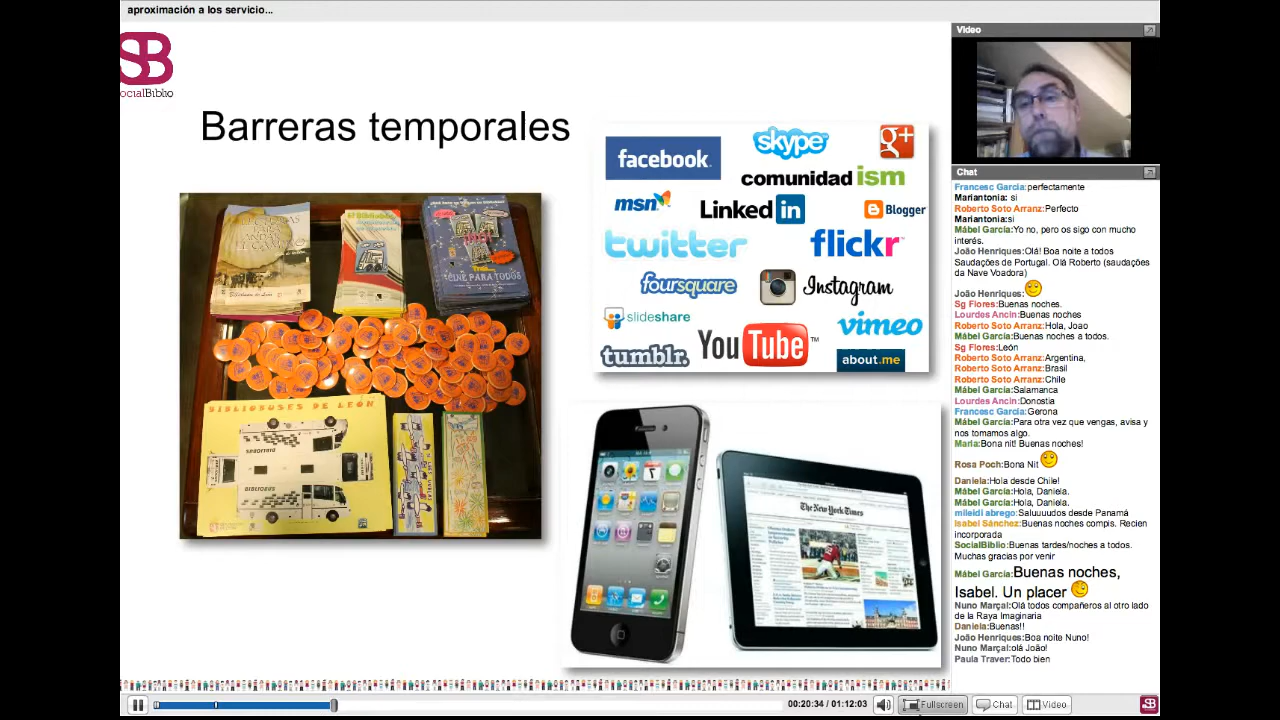 aproximación a los servicio...
SB
ocialBiblio
Barreras temporales
CINE PARA TODOS
BIBLIOBUSES DE LEON
BIBLIOBUS
facebook.
skype
g+
comunidad ism
msn
Linked in
Blogger
twitter
flickr
foursquare
Instagram
slideshare
vimeo
tumblr.
YouTube™
about.me
The New York Times
Video
Chat
Francesc García:perfectamente
Mariantonia: si
Roberto Soto Arranz:Perfecto
Mariantonia:si
Mábel García:Yo no, pero os sigo con mucho
interés.
João Henriques:Olá! Boa noite a todos
Saudações de Portugal. Olá Roberto (saudações
da Nave Voadora)
João Henriques:
Sg Flores:Buenas noches.
Lourdes Ancin:Buenas noches
Roberto Soto Arranz:Hola, Joao
Mábel García:Buenas noches a todos.
Sg Flores:León
Roberto Soto Arranz:Argentina,
Roberto Soto Arranz:Brasil
Roberto Soto Arranz:Chile
Mábel García:Salamanca
Lourdes Ancin:Donostia
Francesc García:Gerona
Mábel García:Para otra vez que vengas, avisa y
nos tomamos algo.
Maria:Bona nit! Buenas noches!
Rosa Poch:Bona Nit
Daniela:Hola desde Chile!
Mábel García:Hola, Daniela.
Mábel García:Hola, Daniela.
mileidi abrego:Saluuuudos desde Panamá
Isabel Sánchez:Buenas noches compis. Recien
incorporada
SocialBiblio:Buenas tardes/noches a todos.
Muchas gracias por venir
Mábel García:Buenas noches,
Isabel. Un placer
Nuno Marçal:Olá todos compañeros al otro lado
de la Raya Imaginaria
Daniela:Buenas!!
João Henriques:Boa noite Nuno!
Nuno Marçal:olá João!
Paula Traver:Todo bien
00:20:34 / 01:12:03
Fullscreen
Chat
Video
SB